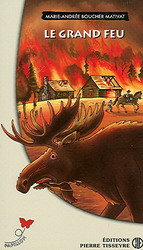 MARIE-ANDRÉE BOUCHER MATIVAT
LE GRAND FEU
ÉDITIONS
PIERRE TISSEYRE